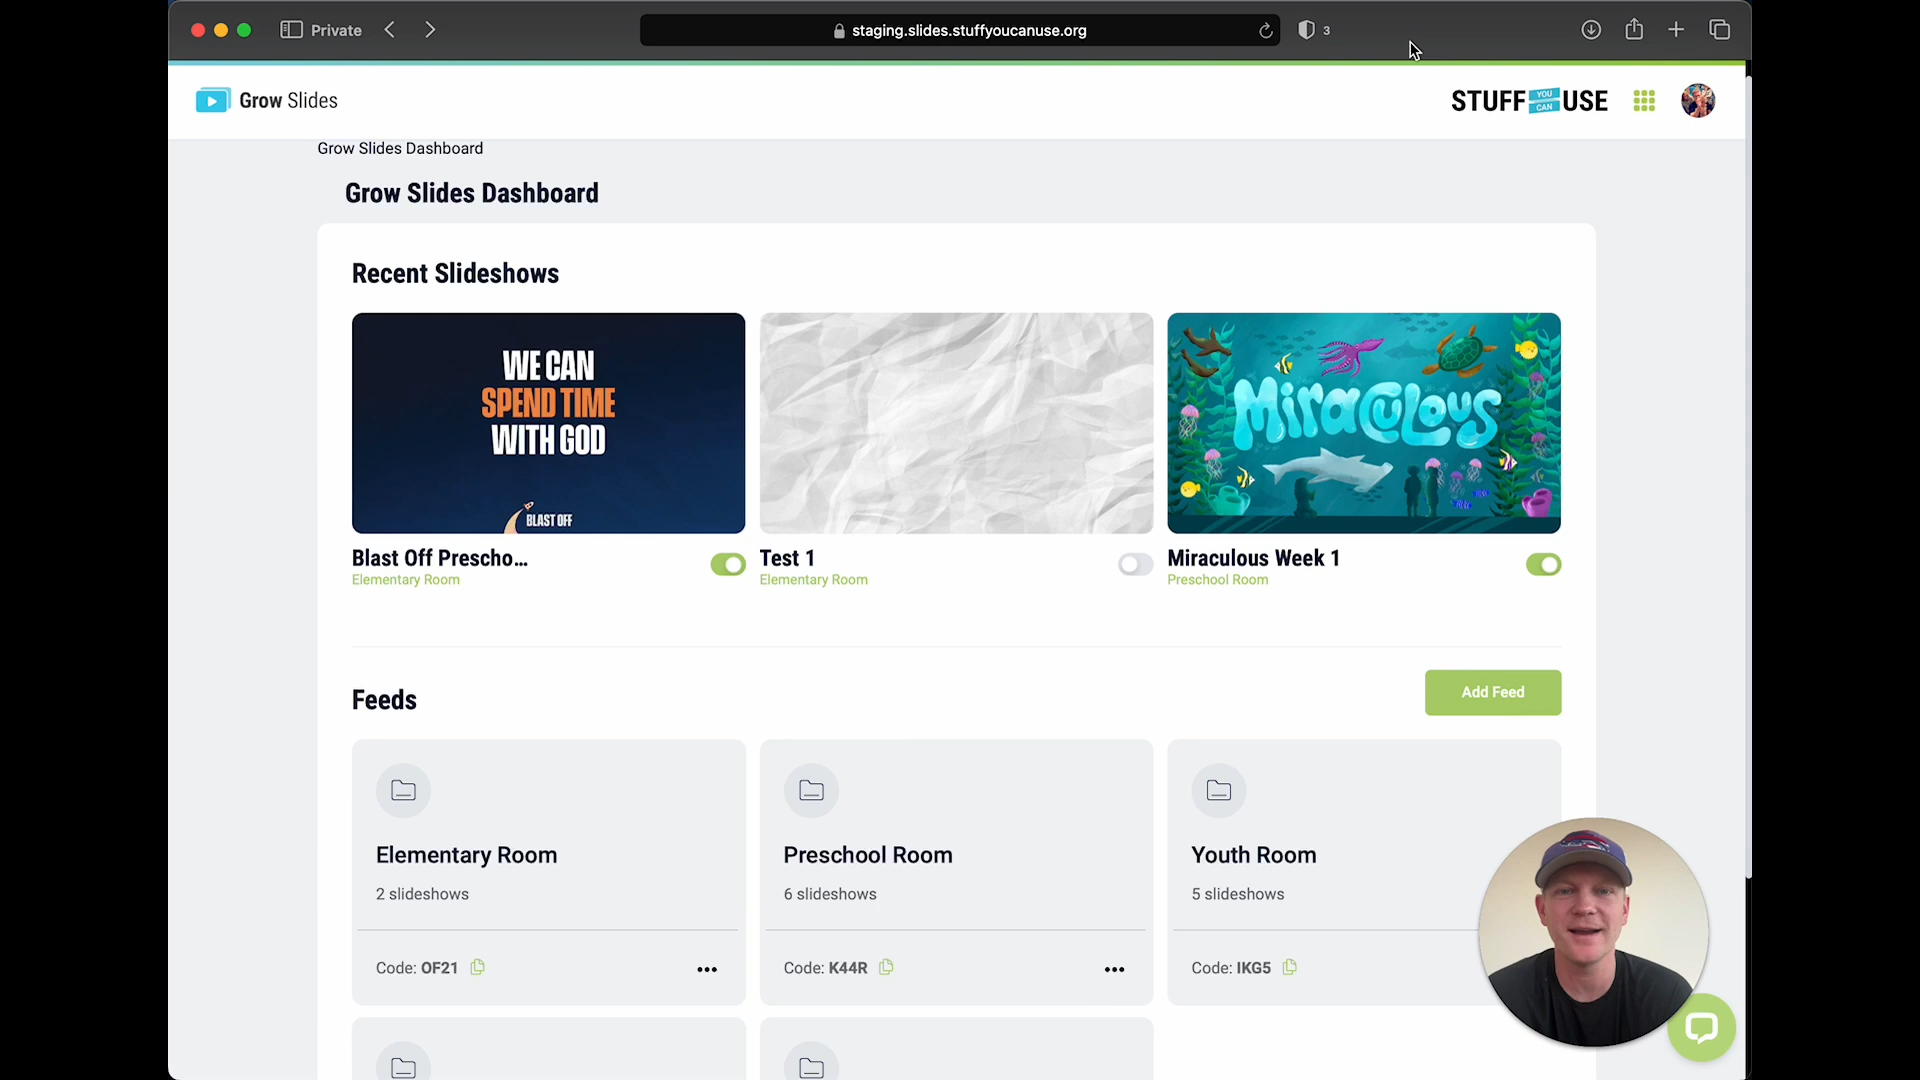 Private
staging.slides.stuffyoucanuse.org
3
Grow Slides
STUFF YOU CAN USE
Grow Slides Dashboard
Grow Slides Dashboard
Recent Slideshows
WE CAN
SPEND TIME
WITH GOD
BLAST OFF
MIRACULOUS
Blast Off Prescho...
Elementary Room
Test 1
Elementary Room
Miraculous Week 1
Preschool Room
Feeds
Add Feed
Elementary Room
2 slideshows
Code: OF21
Preschool Room
6 slideshows
Code: K44R
Youth Room
5 slideshows
Code: IKG5